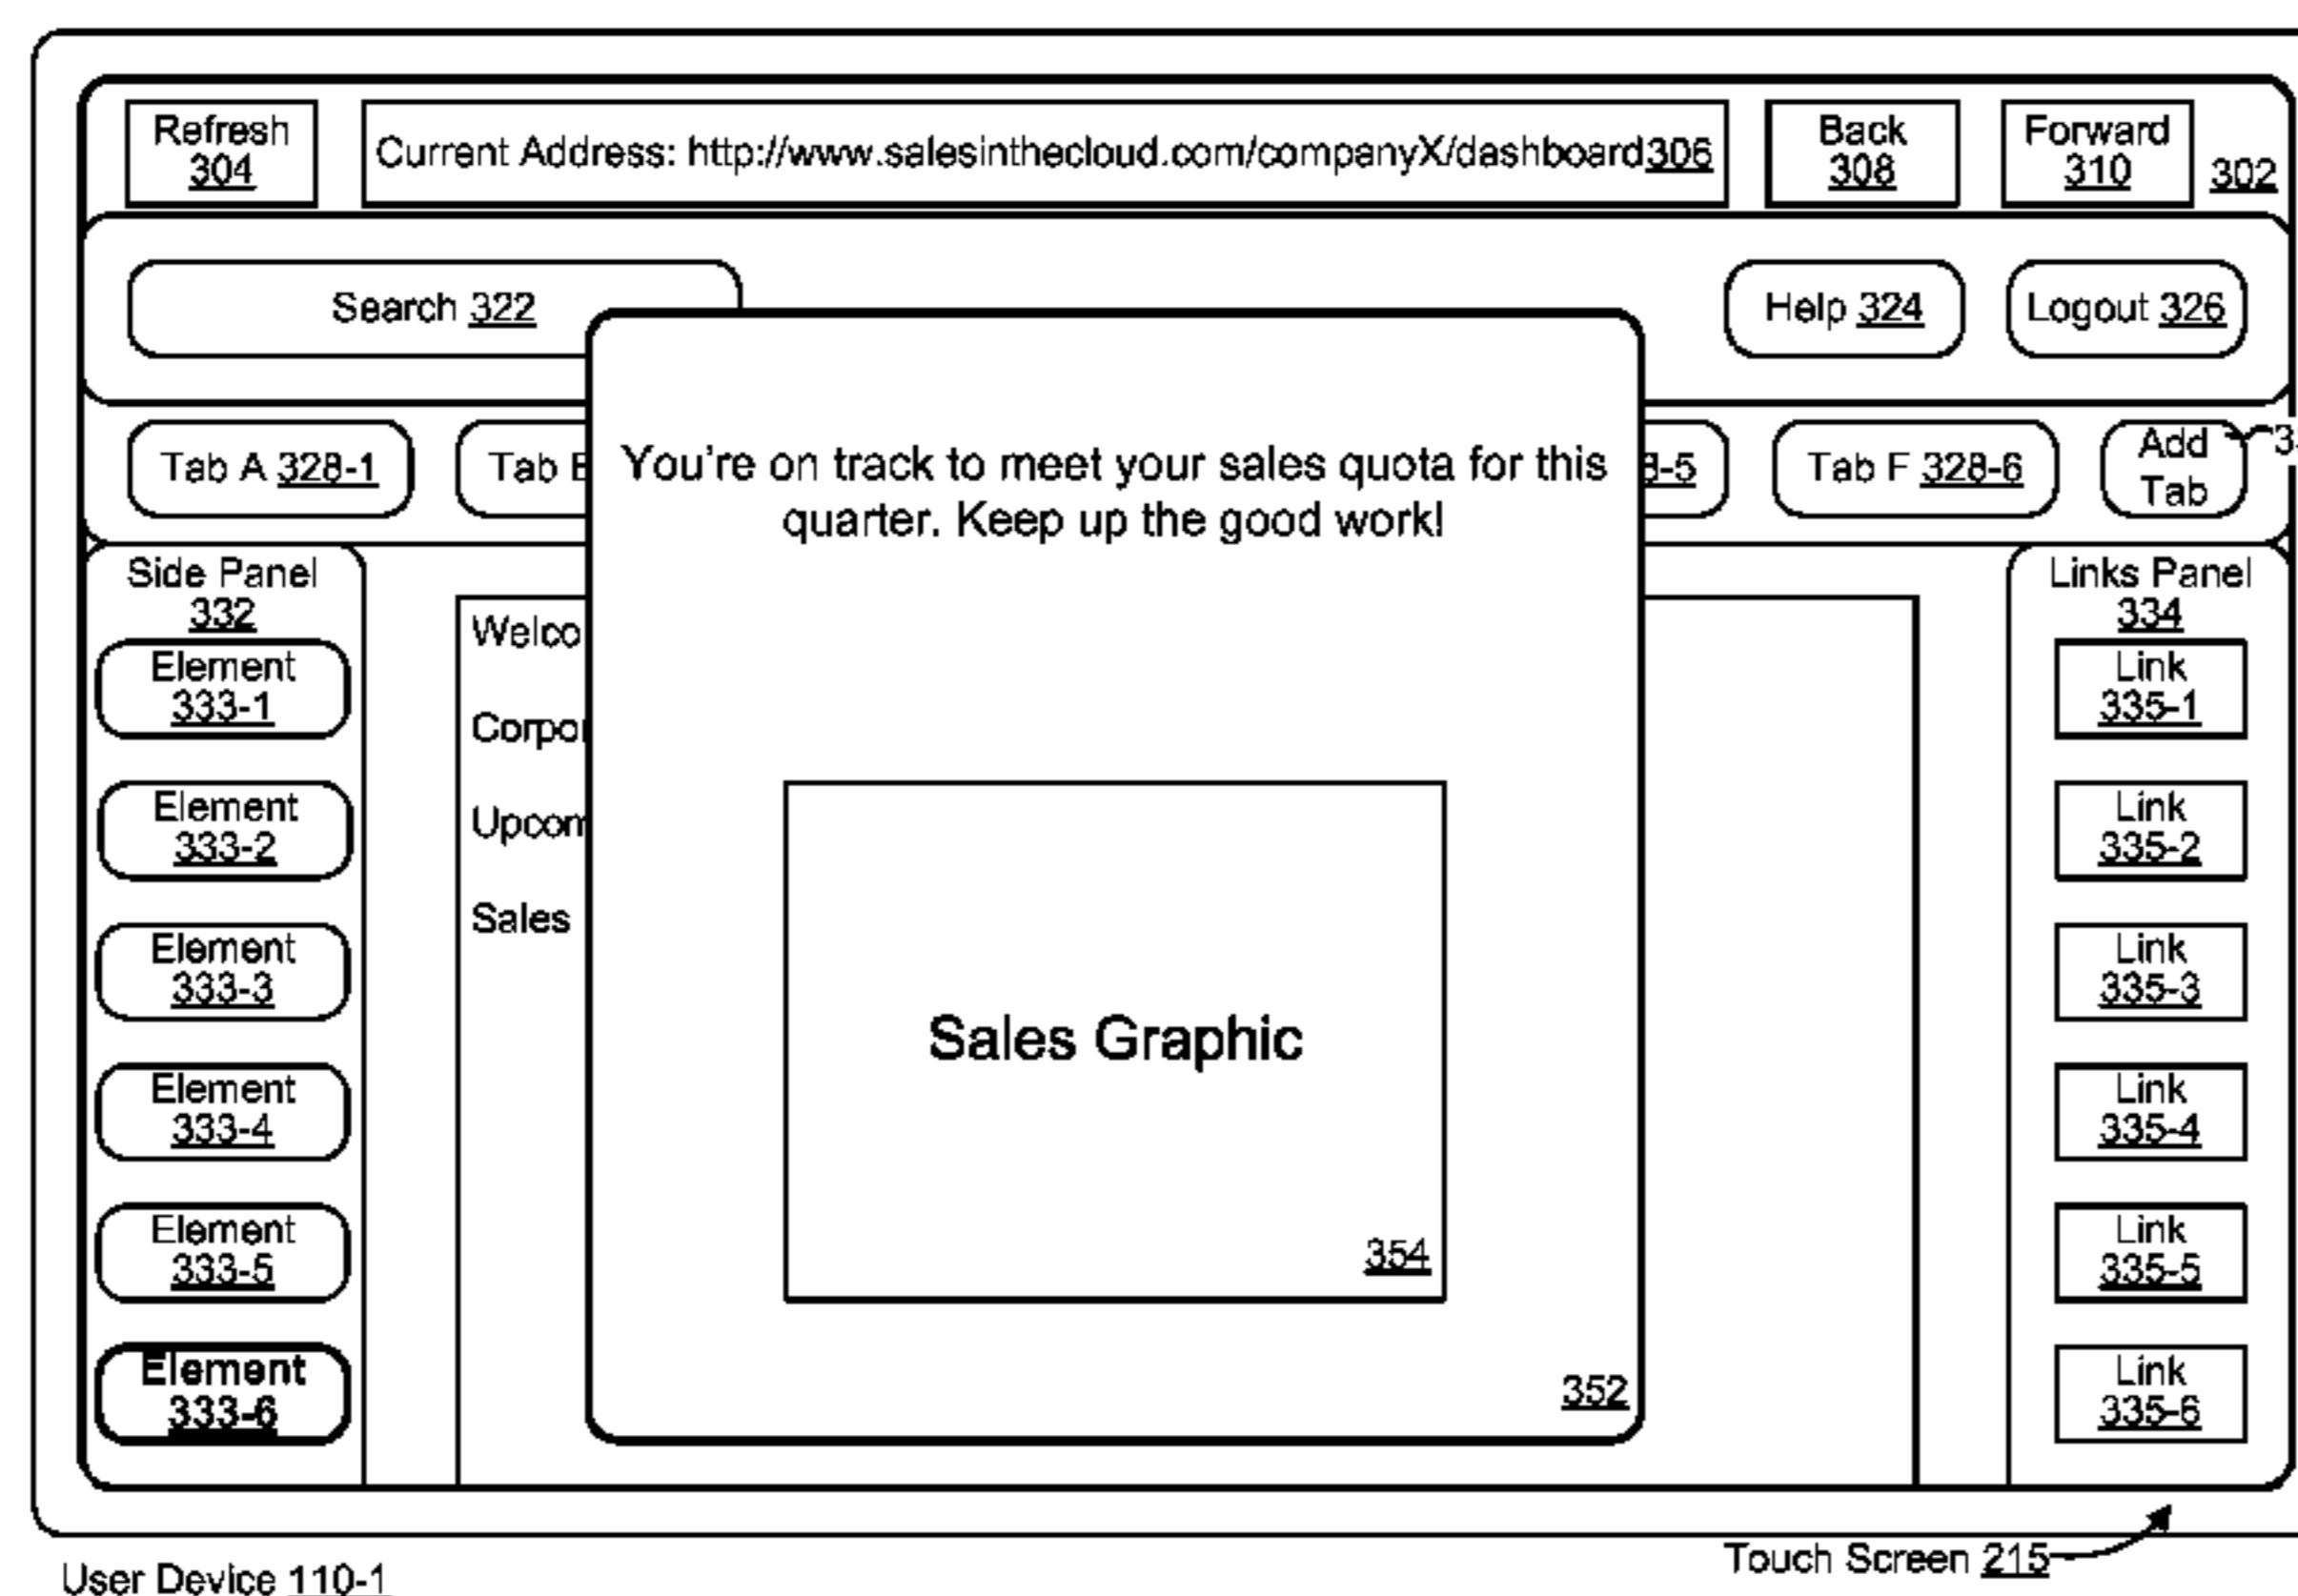 Refresh
304
Current Address: http://www.salesinthecloud.com/companyX/dashboard306
Back
308
Forward
310
302
Search 322
Help 324
Logout 326
Tab A 328-1
Tab
8-5
Tab F 328-6
Add
Tab
You're on track to meet your sales quota for this
quarter. Keep up the good work!
Side Panel
332
Element
333-1
Element
333-2
Element
333-3
Element
333-4
Element
333-5
Element
333-6
Welco
Corpo
Upcom
Sales
Sales Graphic
354
352
Links Panel
334
Link
335-1
Link
335-2
Link
335-3
Link
335-4
Link
335-5
Link
335-6
Touch Screen 215
User Device 110-1